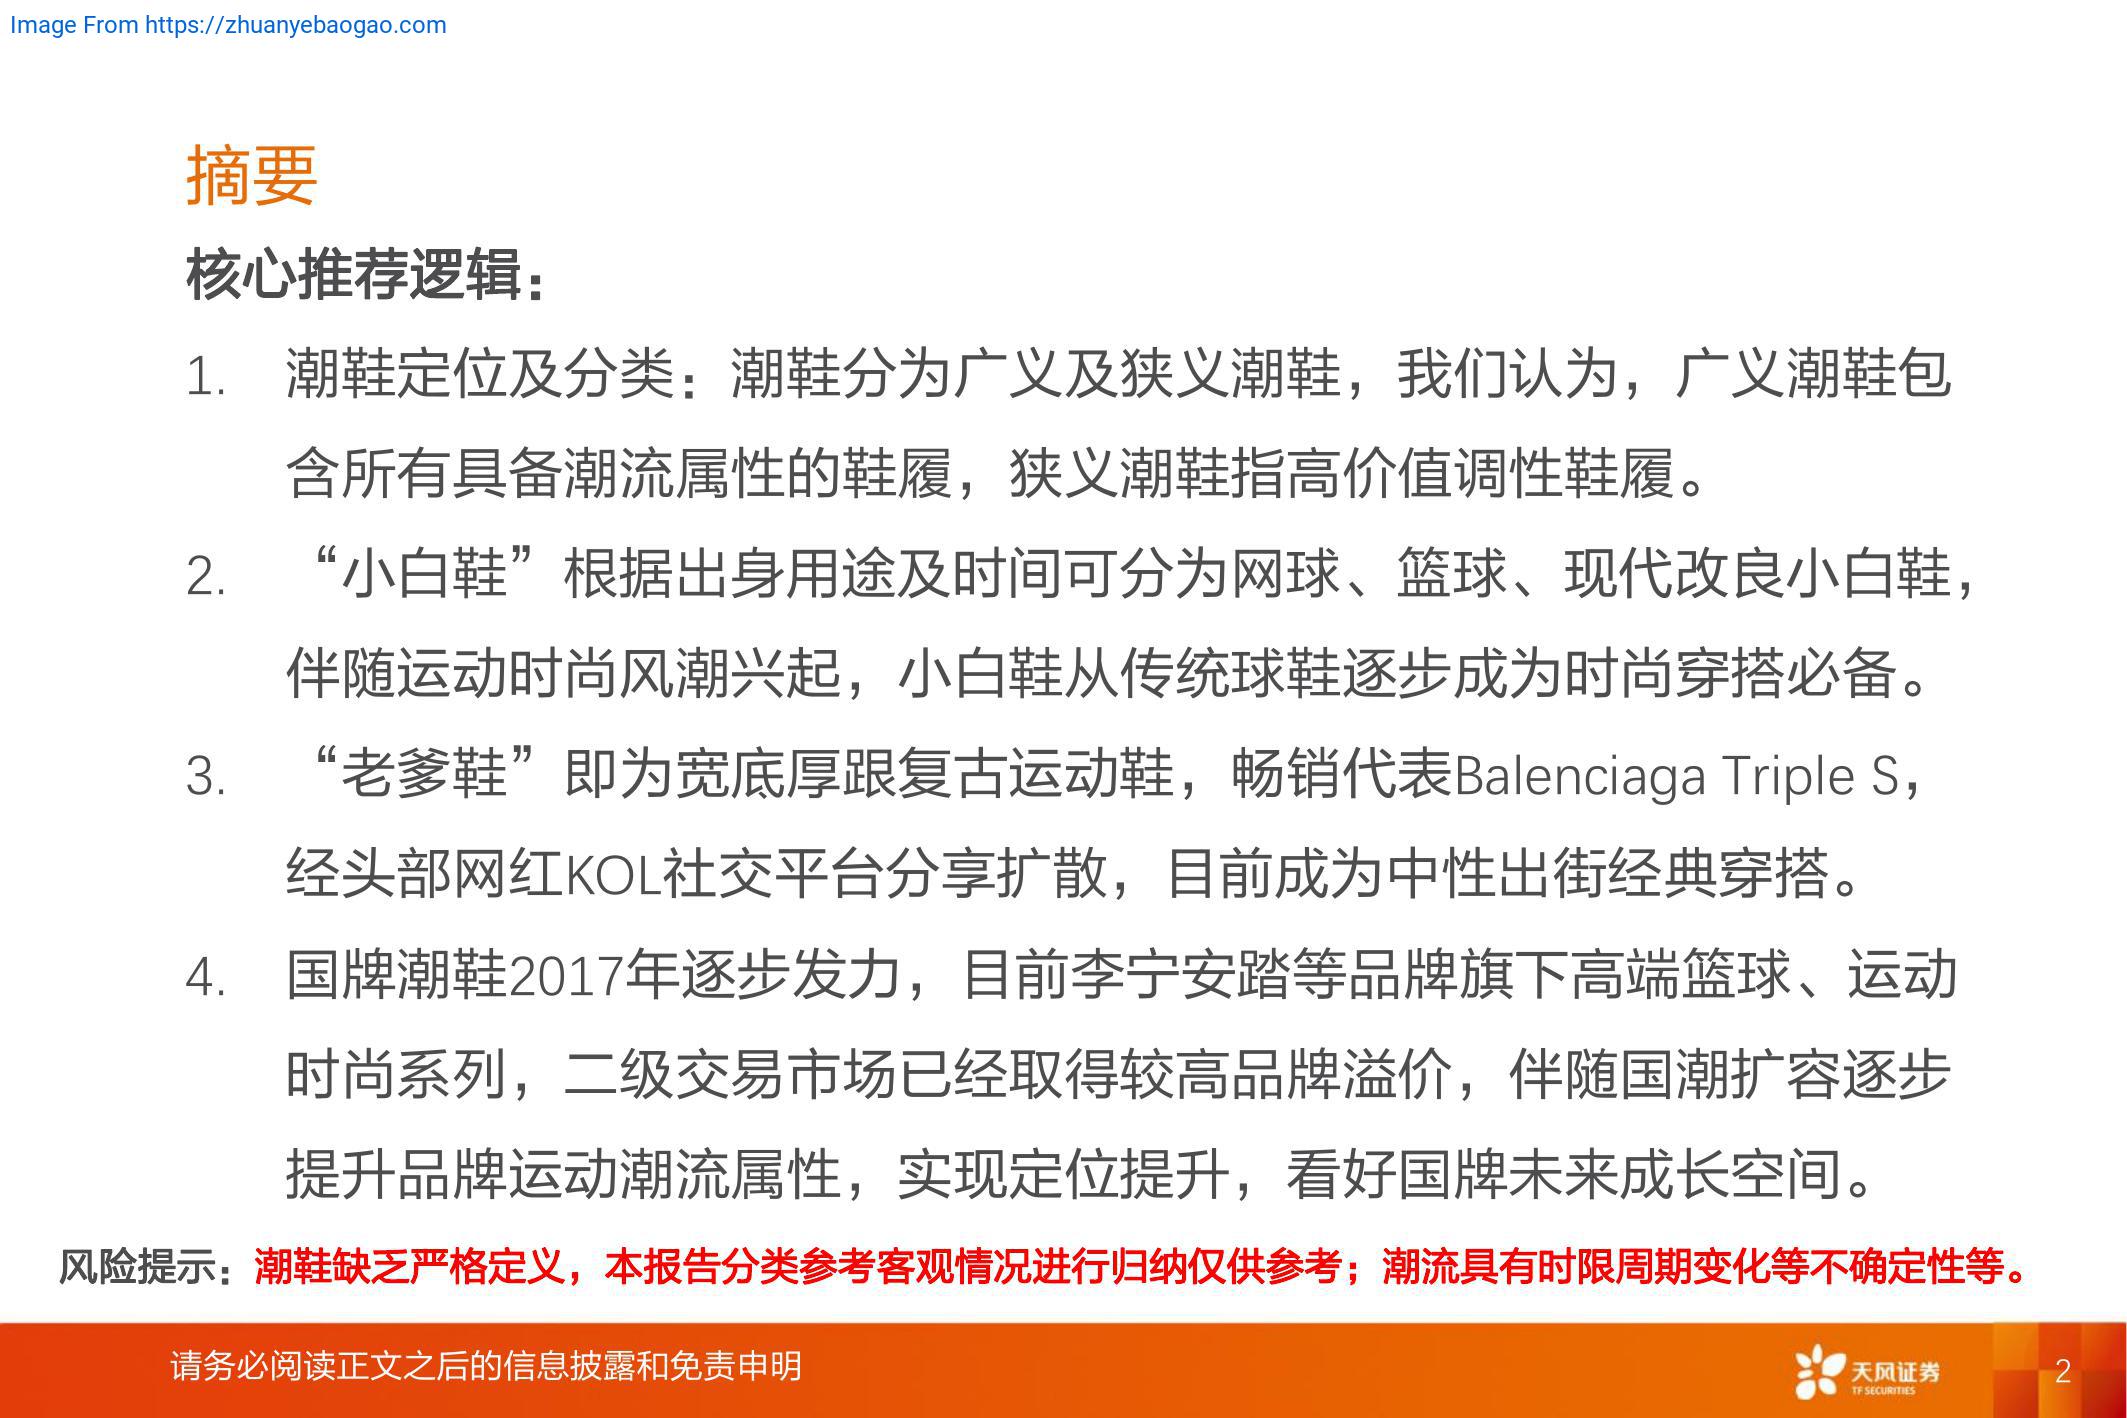 Image From https://zhuanyebaogao.com
摘要
核心推荐逻辑：
1. 潮鞋定位及分类：潮鞋分为广义及狭义潮鞋，我们认为，广义潮鞋包
含所有具备潮流属性的鞋履，狭义潮鞋指高价值调性鞋履。
2. “小白鞋”根据出身用途及时间可分为网球、篮球、现代改良小白鞋，
伴随运动时尚风潮兴起，小白鞋从传统球鞋逐步成为时尚穿搭必备。
3. “老爹鞋”即为宽底厚跟复古运动鞋，畅销代表Balenciaga Triple S，
经头部网红KOL社交平台分享扩散，目前成为中性出街经典穿搭。
4. 国牌潮鞋2017年逐步发力，目前李宁安踏等品牌旗下高端篮球、运动
时尚系列，二级交易市场已经取得较高品牌溢价，伴随国潮扩容逐步
提升品牌运动潮流属性，实现定位提升，看好国牌未来成长空间。
风险提示：潮鞋缺乏严格定义，本报告分类参考客观情况进行归纳仅供参考；潮流具有时限周期变化等不确定性等。
请务必阅读正文之后的信息披露和免责申明
天风证券
TF SECURITIES
2